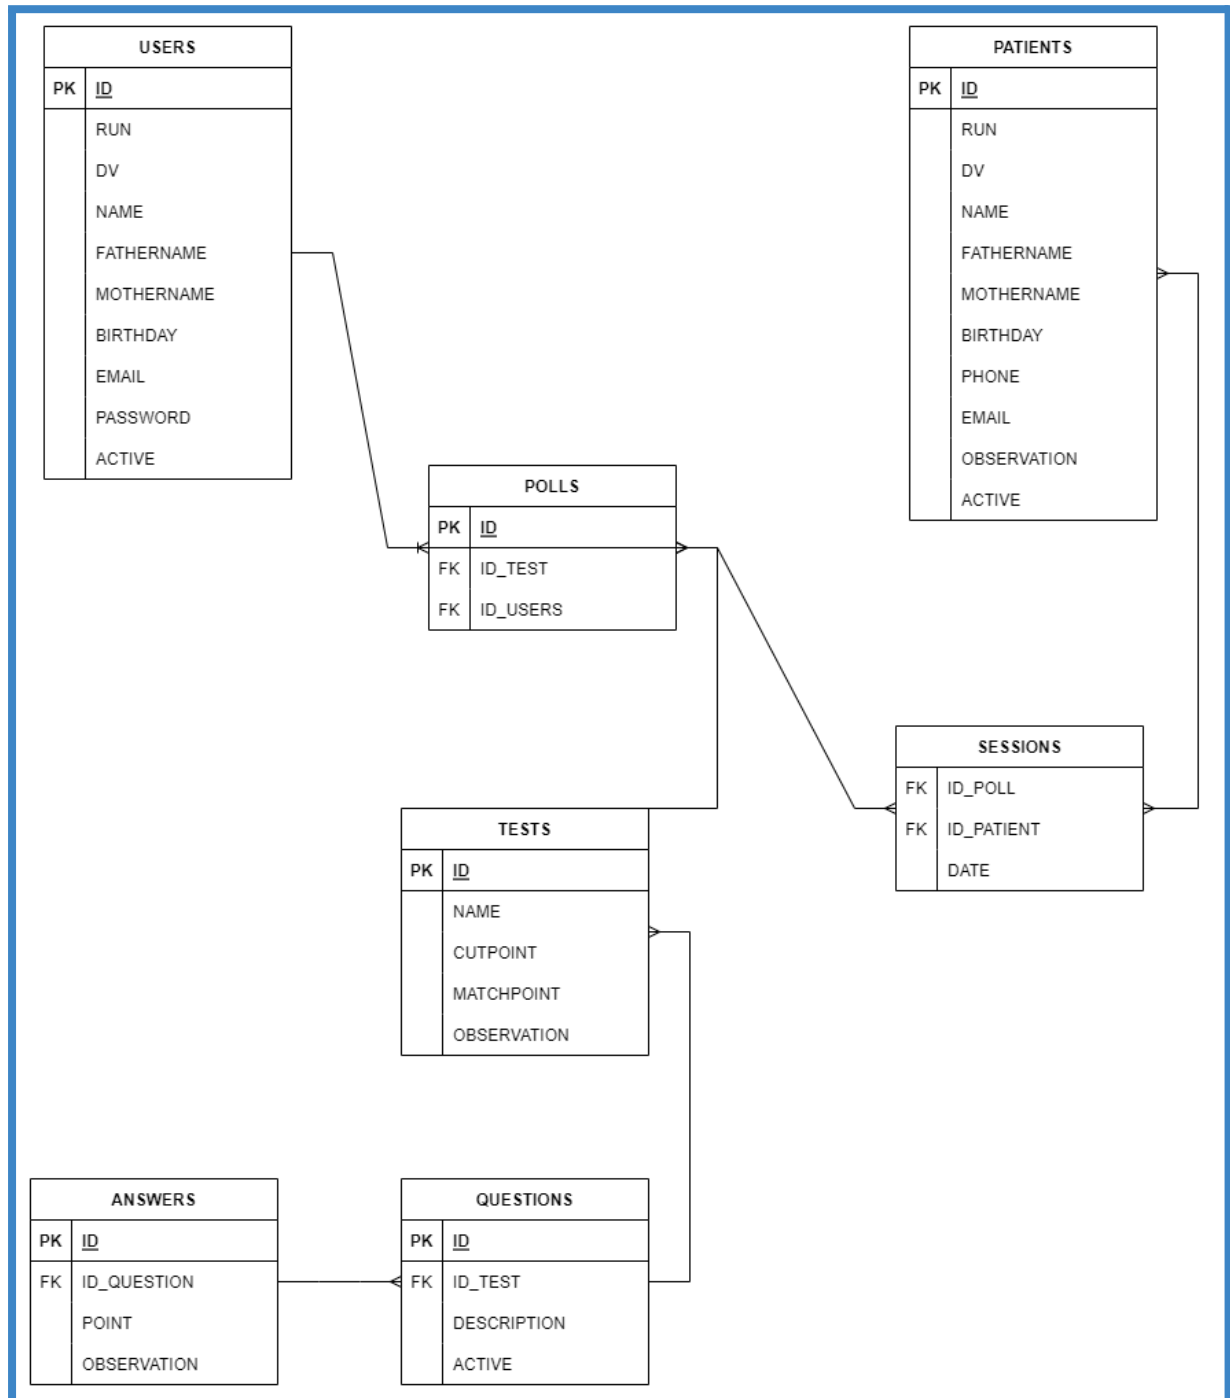 USERS
PK ID
RUN
DV
NAME
FATHERNAME
MOTHERNAME
BIRTHDAY
EMAIL
PASSWORD
ACTIVE
PATIENTS
PK ID
RUN
DV
NAME
FATHERNAME
MOTHERNAME
BIRTHDAY
PHONE
EMAIL
OBSERVATION
ACTIVE
POLLS
PK ID
FK ID_TEST
FK ID_USERS
SESSIONS
FK ID_POLL
FK ID_PATIENT
DATE
TESTS
PK ID
NAME
CUTPOINT
MATCHPOINT
OBSERVATION
ANSWERS
PK ID
FK ID_QUESTION
POINT
OBSERVATION
QUESTIONS
PK ID
FK ID_TEST
DESCRIPTION
ACTIVE